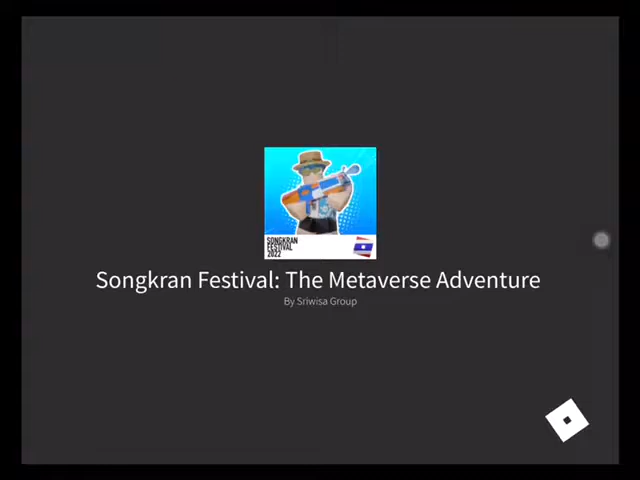 SONGKRAN
FESTIVAL
2022
Songkran Festival: The Metaverse Adventure
By Sriwisa Group